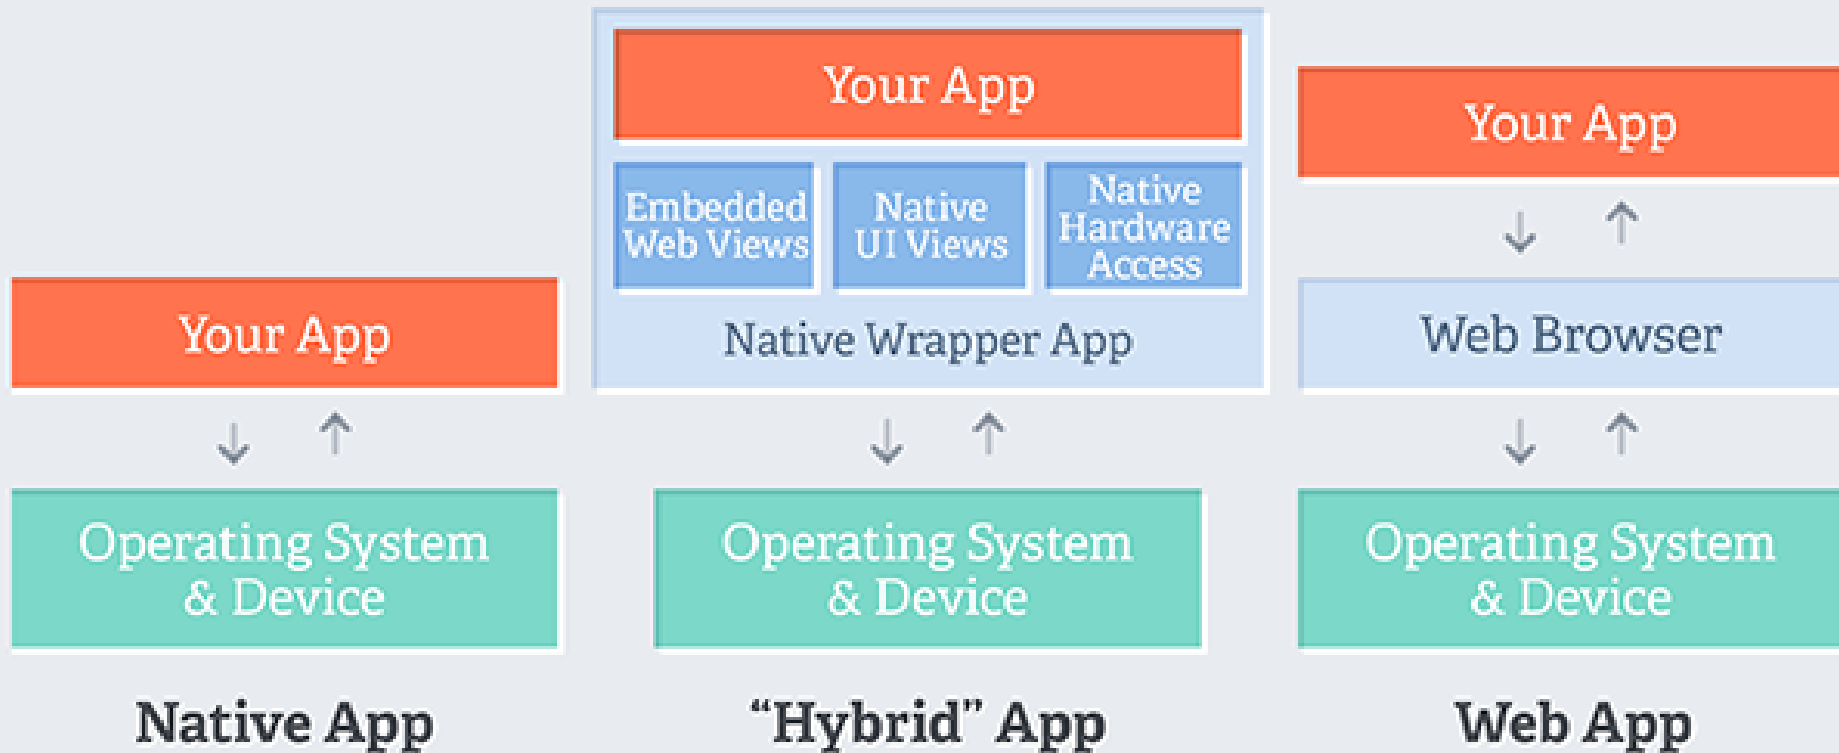 Your App
Operating System
& Device
Native App
Your App
Embedded
Web Views
Native
UI Views
Native
Hardware
Access
Native Wrapper App
Operating System
& Device
“Hybrid” App
Your App
Web Browser
Operating System
& Device
Web App